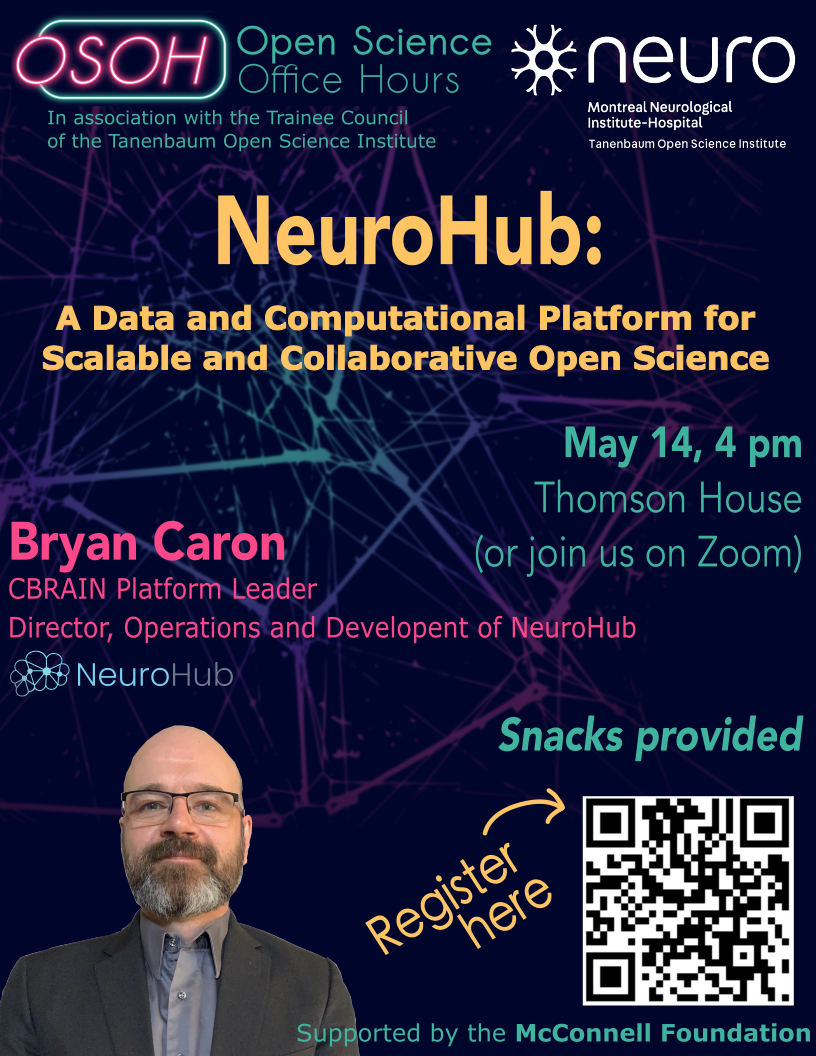 OSOH
Open Science
Office Hours
In association with the Trainee Council
of the Tanenbaum Open Science Institute
neuro
Montreal Neurological
Institute-Hospital
Tanenbaum Open Science Institute
NeuroHub:
A Data and Computational Platform for
Scalable and Collaborative Open Science
May 14, 4 pm
Thomson House
(or join us on Zoom)
Bryan Caron
CBRAIN Platform Leader
Director, Operations and Developent of NeuroHub
NeuroHub
Snacks provided
Register
here
Supported by the McConnell Foundation